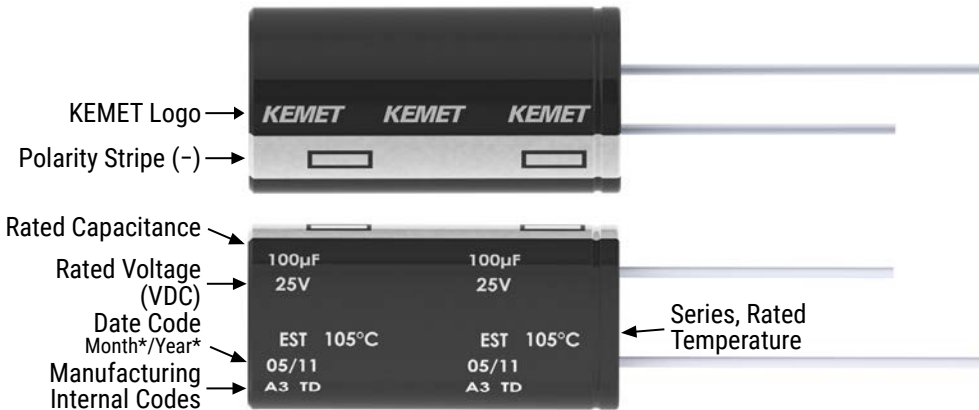 KEMET Logo
KEMET KEMET KEMET
Polarity Stripe (−)
Rated Capacitance
100µF 100µF
Rated Voltage
(VDC)
25V 25V
Date Code
Month*/Year*
EST 105°C EST 105°C
Series, Rated
Temperature
05/11 05/11
Manufacturing
Internal Codes
A3 TD A3 TD